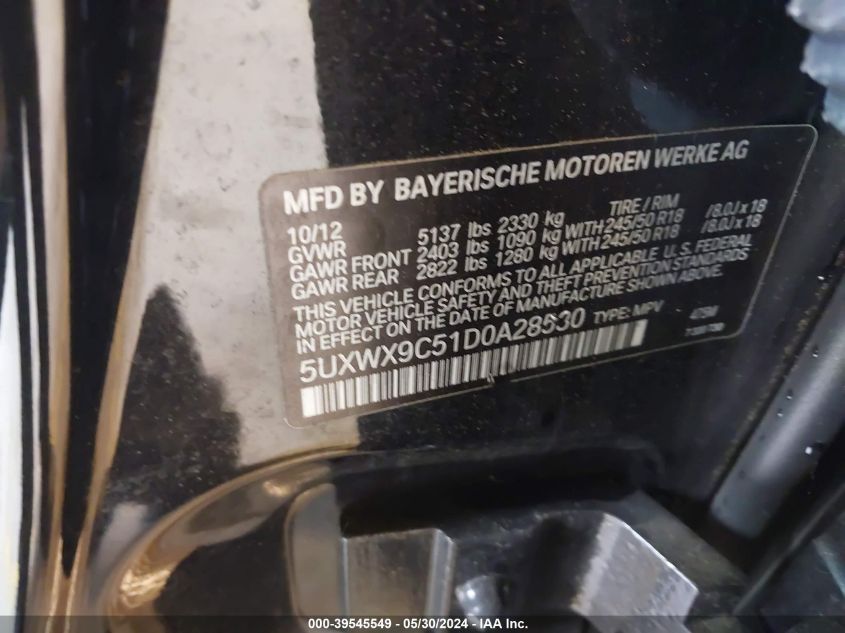 MFD BY BAYERISCHE MOTOREN WERKE AG
10/12 TIRE / RIM
GVWR 5137 lbs 2330 kg
GAWR FRONT 2403 lbs 1090 kg WITH 245/50 R18 /8.0J x 18
GAWR REAR 2822 lbs 1280 kg WITH 245/50 R18 /8.0J x 18
THIS VEHICLE CONFORMS TO ALL APPLICABLE U.S. FEDERAL
MOTOR VEHICLE SAFETY AND THEFT PREVENTION STANDARDS
IN EFFECT ON THE DATE OF MANUFACTURE SHOWN ABOVE.
5UXWX9C51D0A28530 TYPE: MPV 475M
000-39545549 - 05/30/2024 - IAA Inc.